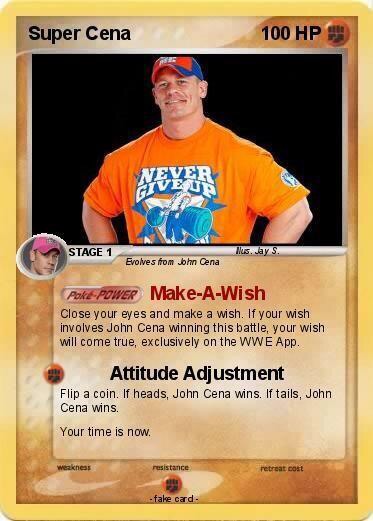 Super Cena 100 HP
NEVER
GIVE UP
STAGE 1
Illus. Jay S.
Evolves from John Cena
Poké-POWER Make-A-Wish
Close your eyes and make a wish. If your wish
involves John Cena winning this battle, your wish
will come true, exclusively on the WWE App.
Attitude Adjustment
Flip a coin. If heads, John Cena wins. If tails, John
Cena wins.
Your time is now.
weakness resistance retreat cost
- fake card -